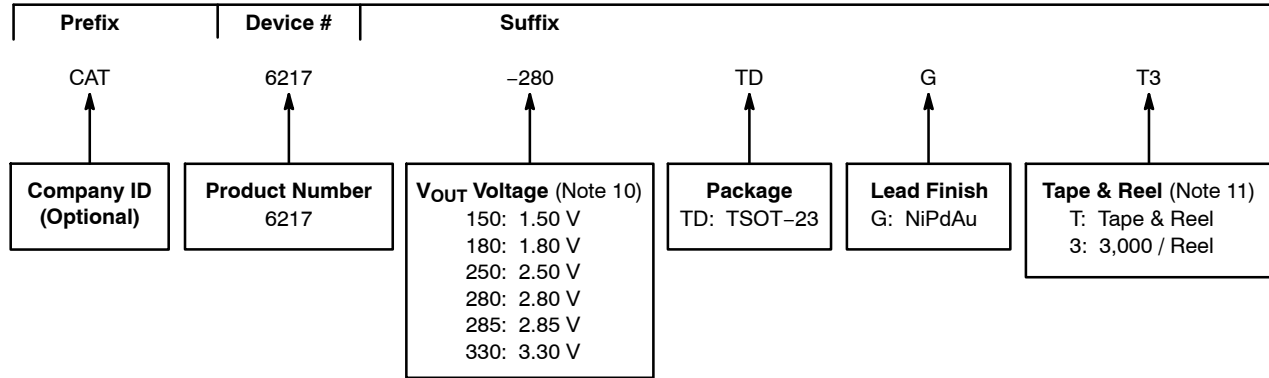 Prefix Device # Suffix
CAT 6217 −280 TD G T3
Company ID
(Optional)
Product Number
6217
VOUT Voltage (Note 10)
150: 1.50 V
180: 1.80 V
250: 2.50 V
280: 2.80 V
285: 2.85 V
330: 3.30 V
Package
TD: TSOT−23
Lead Finish
G: NiPdAu
Tape & Reel (Note 11)
T: Tape & Reel
3: 3,000 / Reel